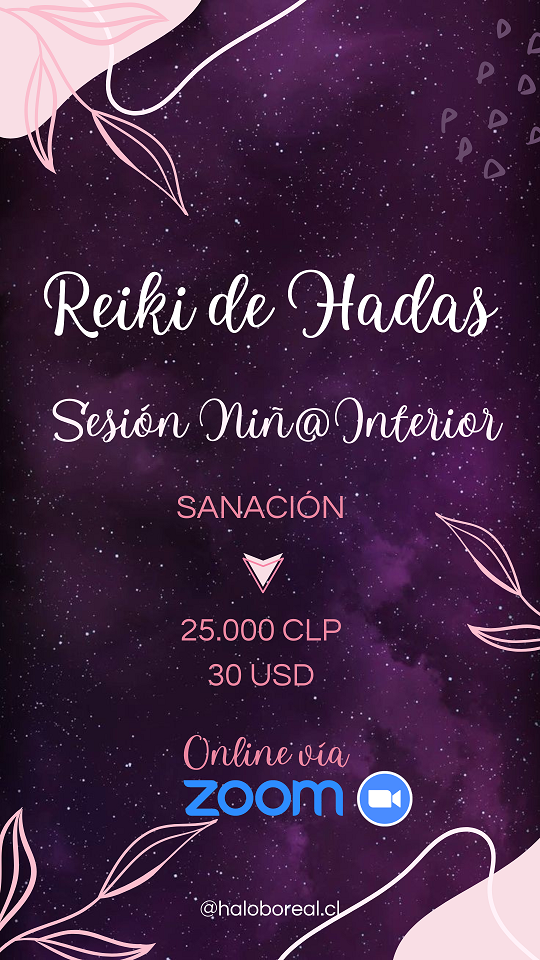 Reiki de Hadas
Sesión Niñ@Interior
SANACIÓN
25.000 CLP
30 USD
Online vía
zoom
@haloboreal.cl